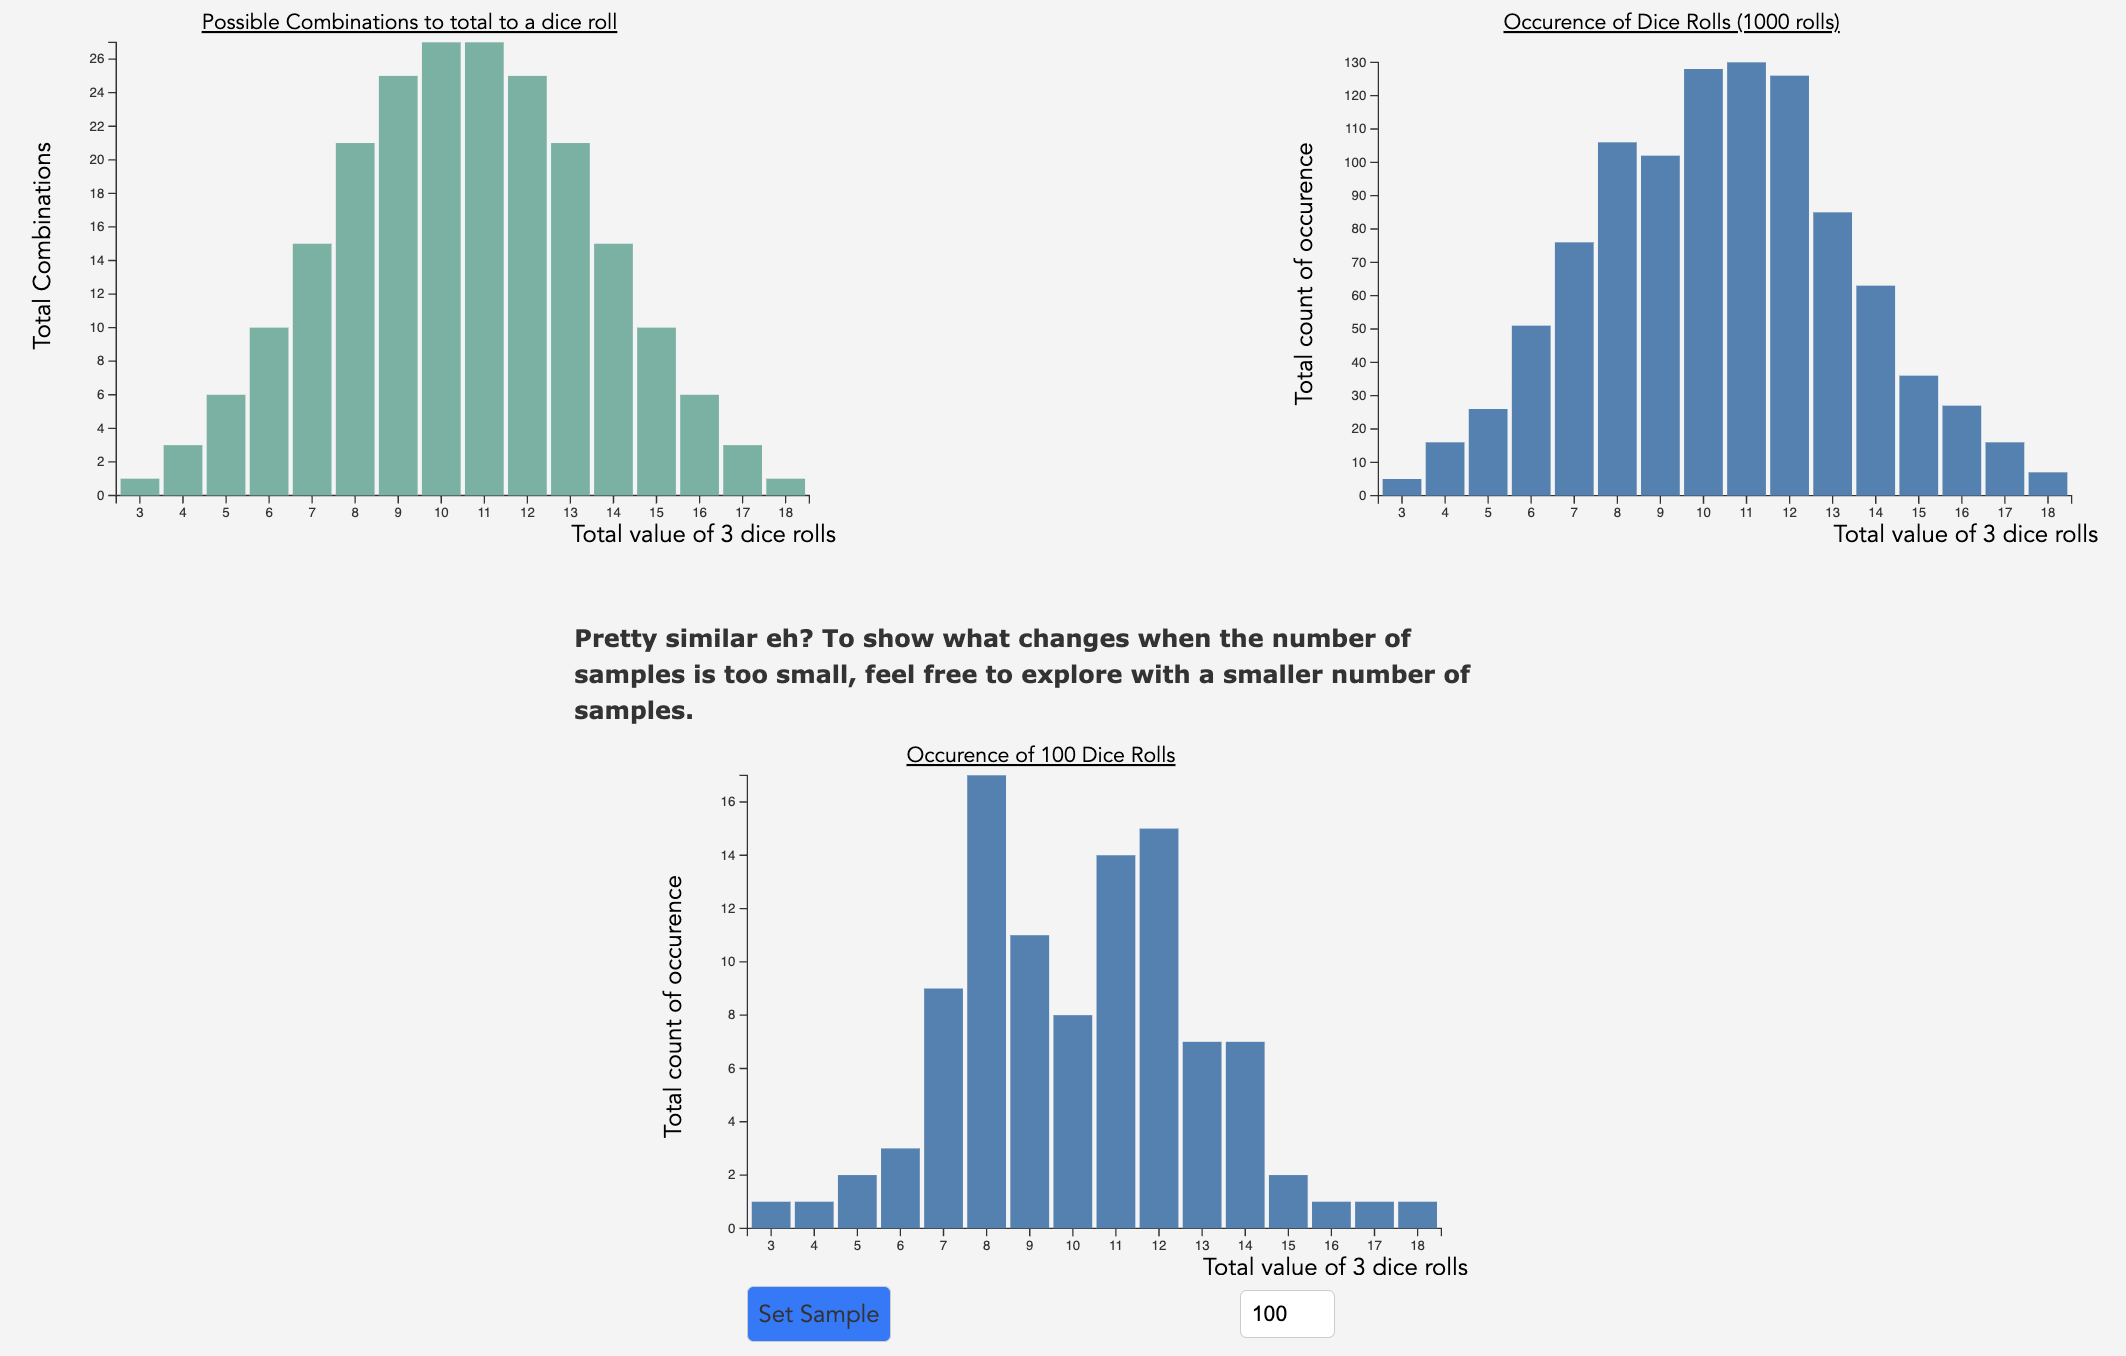 Possible Combinations to total to a dice roll
26
24
22
20
18
16
14
12
10
8
6
4
2
0
Total Combinations
3 4 5 6 7 8 9 10 11 12 13 14 15 16 17 18
Total value of 3 dice rolls
Occurence of Dice Rolls (1000 rolls)
130
120
110
100
90
80
70
60
50
40
30
20
10
0
Total count of occurence
3 4 5 6 7 8 9 10 11 12 13 14 15 16 17 18
Total value of 3 dice rolls
Pretty similar eh? To show what changes when the number of
samples is too small, feel free to explore with a smaller number of
samples.
Occurence of 100 Dice Rolls
16
14
12
10
8
6
4
2
0
Total count of occurence
3 4 5 6 7 8 9 10 11 12 13 14 15 16 17 18
Total value of 3 dice rolls
Set Sample
100